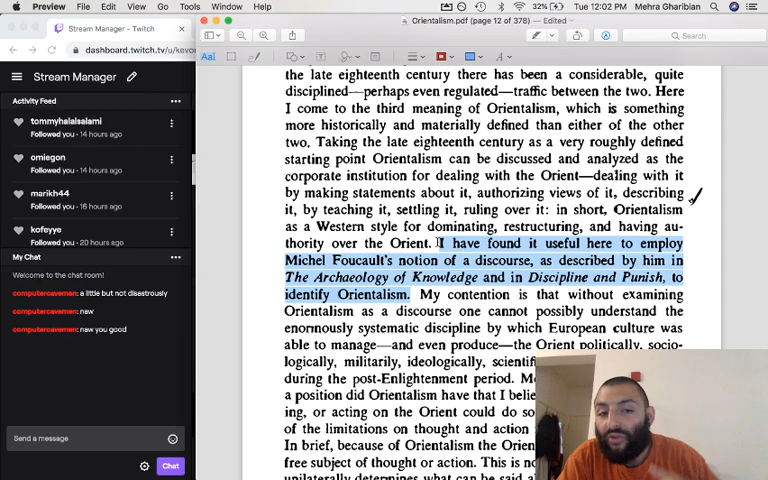 Preview File Edit View Go Tools Window Help
32% Tue 12:02 PM Mehra Gharibian
Stream Manager - Twitch
dashboard.twitch.tv/u/kevo
Stream Manager
Activity Feed
tommyhalalsalami
Followed you · 14 hours ago
omiegon
Followed you · 14 hours ago
marikh44
Followed you · 16 hours ago
kofeyye
Followed you · 20 hours ago
My Chat
Welcome to the chat room!
computercavemen: a little but not disastrously
computercavemen: naw
computercavemen: naw you good
Send a message
Chat
Orientalism.pdf (page 12 of 378) — Edited
Search
the late eighteenth century there has been a considerable, quite
disciplined—perhaps even regulated—traffic between the two. Here
I come to the third meaning of Orientalism, which is something
more historically and materially defined than either of the other
two. Taking the late eighteenth century as a very roughly defined
starting point Orientalism can be discussed and analyzed as the
corporate institution for dealing with the Orient—dealing with it
by making statements about it, authorizing views of it, describing
it, by teaching it, settling it, ruling over it: in short, Orientalism
as a Western style for dominating, restructuring, and having au-
thority over the Orient. I have found it useful here to employ
Michel Foucault's notion of a discourse, as described by him in
The Archaeology of Knowledge and in Discipline and Punish, to
identify Orientalism. My contention is that without examining
Orientalism as a discourse one cannot possibly understand the
enormously systematic discipline by which European culture was
able to manage—and even produce—the Orient politically, socio-
logically, militarily, ideologically, scientif
during the post-Enlightenment period. M
a position did Orientalism have that I belie
ing, or acting on the Orient could do so
of the limitations on thought and action
In brief, because of Orientalism the Orien
free subject of thought or action. This is no
unilaterally determines what can be said a